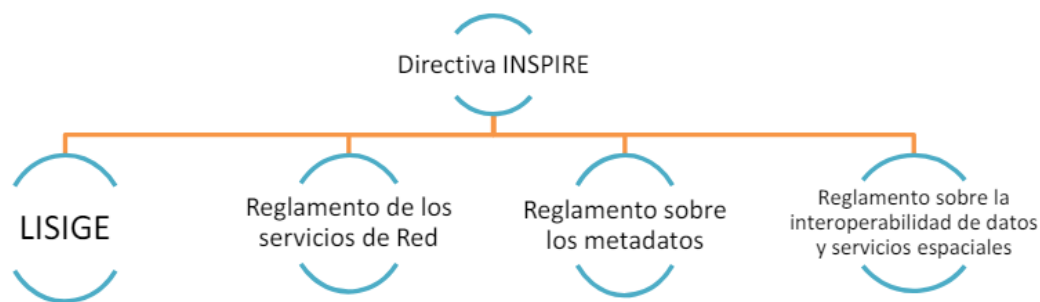 Directiva INSPIRE
LISIGE
Reglamento de los
servicios de Red
Reglamento sobre
los metadatos
Reglamento sobre la
interoperabilidad de datos
y servicios espaciales